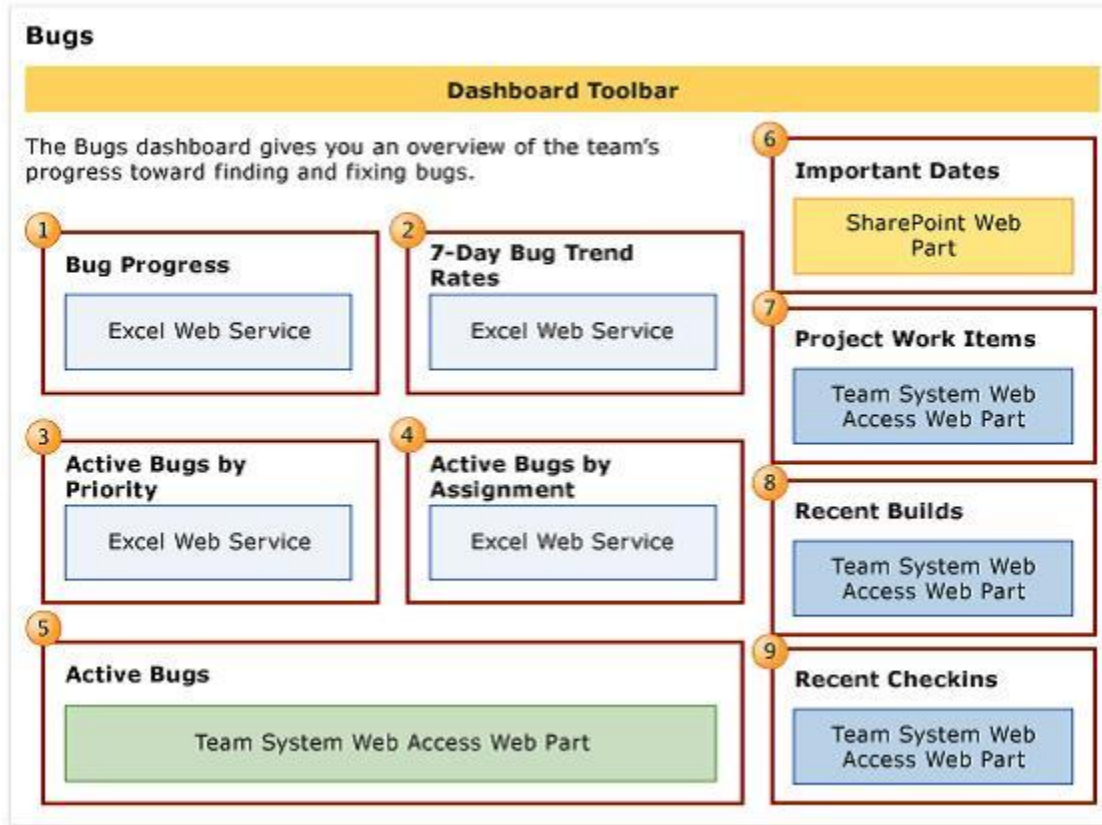 Bugs
Dashboard Toolbar
The Bugs dashboard gives you an overview of the team's
progress toward finding and fixing bugs.
1
Bug Progress
Excel Web Service
2
7-Day Bug Trend
Rates
Excel Web Service
3
Active Bugs by
Priority
Excel Web Service
4
Active Bugs by
Assignment
Excel Web Service
5
Active Bugs
Team System Web Access Web Part
6
Important Dates
SharePoint Web
Part
7
Project Work Items
Team System Web
Access Web Part
8
Recent Builds
Team System Web
Access Web Part
9
Recent Checkins
Team System Web
Access Web Part